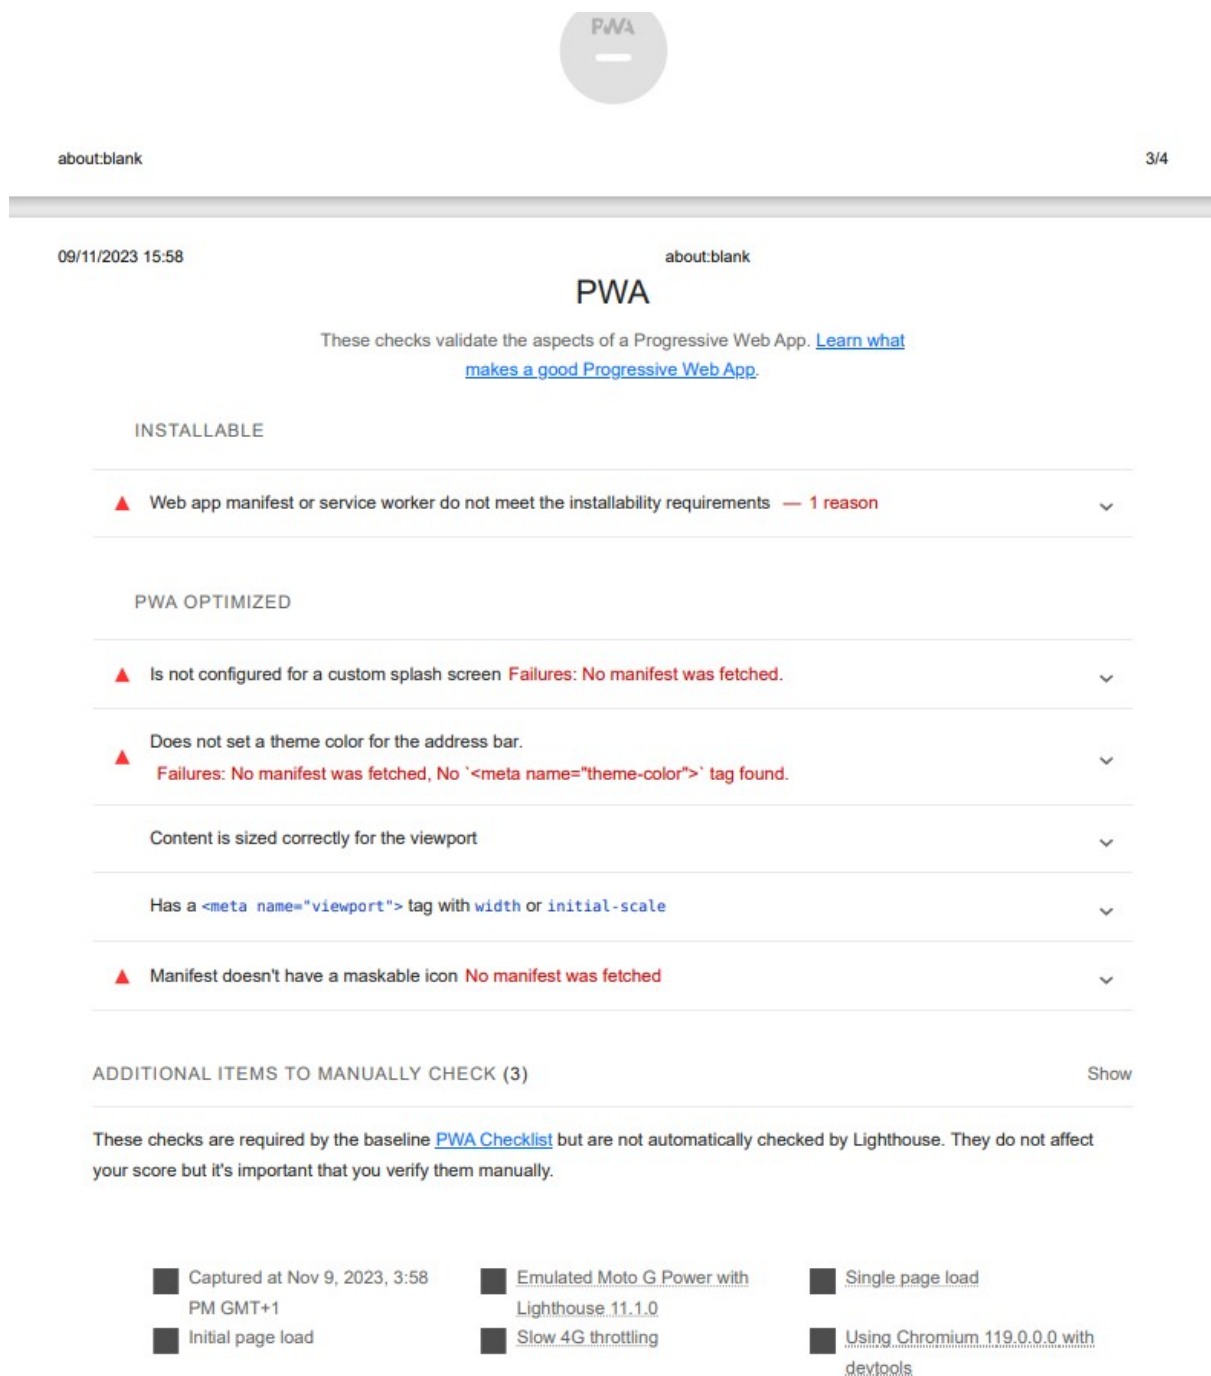 PWA
about:blank
3/4
09/11/2023 15:58
about:blank
PWA
These checks validate the aspects of a Progressive Web App. Learn what
makes a good Progressive Web App.
INSTALLABLE
Web app manifest or service worker do not meet the installability requirements — 1 reason
PWA OPTIMIZED
Is not configured for a custom splash screen Failures: No manifest was fetched.
Does not set a theme color for the address bar.
Failures: No manifest was fetched, No `<meta name="theme-color">` tag found.
Content is sized correctly for the viewport
Has a <meta name="viewport"> tag with width or initial-scale
Manifest doesn't have a maskable icon No manifest was fetched
ADDITIONAL ITEMS TO MANUALLY CHECK (3)
Show
These checks are required by the baseline PWA Checklist but are not automatically checked by Lighthouse. They do not affect
your score but it's important that you verify them manually.
Captured at Nov 9, 2023, 3:58
PM GMT+1
Emulated Moto G Power with
Lighthouse 11.1.0
Single page load
Initial page load
Slow 4G throttling
Using Chromium 119.0.0.0 with
devtools